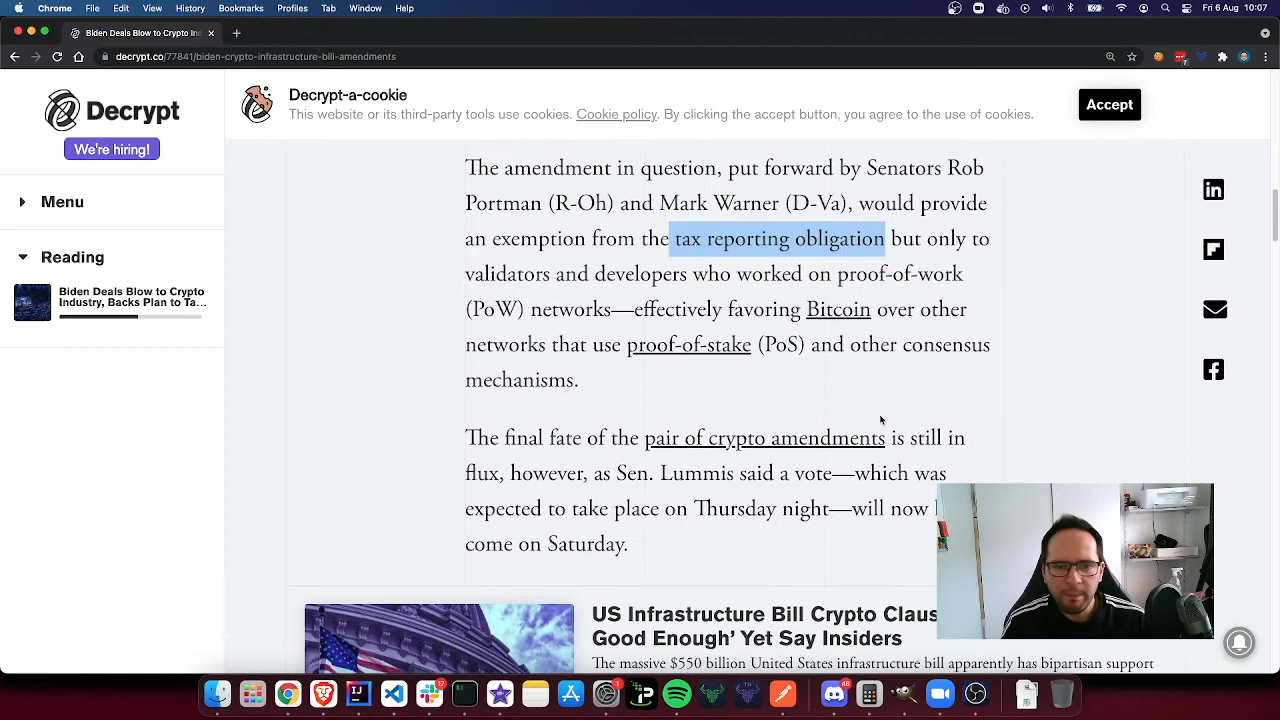 Chrome File Edit View History Bookmarks Profiles Tab Window Help
Fri 6 Aug 10:07
Biden Deals Blow to Crypto Ind
decrypt.co/77841/biden-crypto-infrastructure-bill-amendments
7
Decrypt
We're hiring!
Menu
Reading
Biden Deals Blow to Crypto
Industry, Backs Plan to Ta...
Decrypt-a-cookie
This website or its third-party tools use cookies. Cookie policy. By clicking the accept button, you agree to the use of cookies.
Accept
The amendment in question, put forward by Senators Rob
Portman (R-Oh) and Mark Warner (D-Va), would provide
an exemption from the tax reporting obligation but only to
validators and developers who worked on proof-of-work
(PoW) networks—effectively favoring Bitcoin over other
networks that use proof-of-stake (PoS) and other consensus
mechanisms.
The final fate of the pair of crypto amendments is still in
flux, however, as Sen. Lummis said a vote—which was
expected to take place on Thursday night—will now
come on Saturday.
US Infrastructure Bill Crypto Claus
Good Enough' Yet Say Insiders
The massive $550 billion United States infrastructure bill apparently has bipartisan support
17
1
46